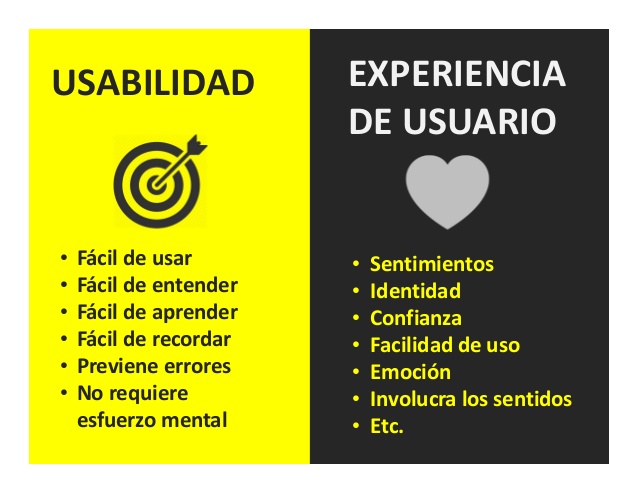 USABILIDAD
• Fácil de usar
• Fácil de entender
• Fácil de aprender
• Fácil de recordar
• Previene errores
• No requiere
esfuerzo mental
EXPERIENCIA
DE USUARIO
• Sentimientos
• Identidad
• Confianza
• Facilidad de uso
• Emoción
• Involucra los sentidos
• Etc.